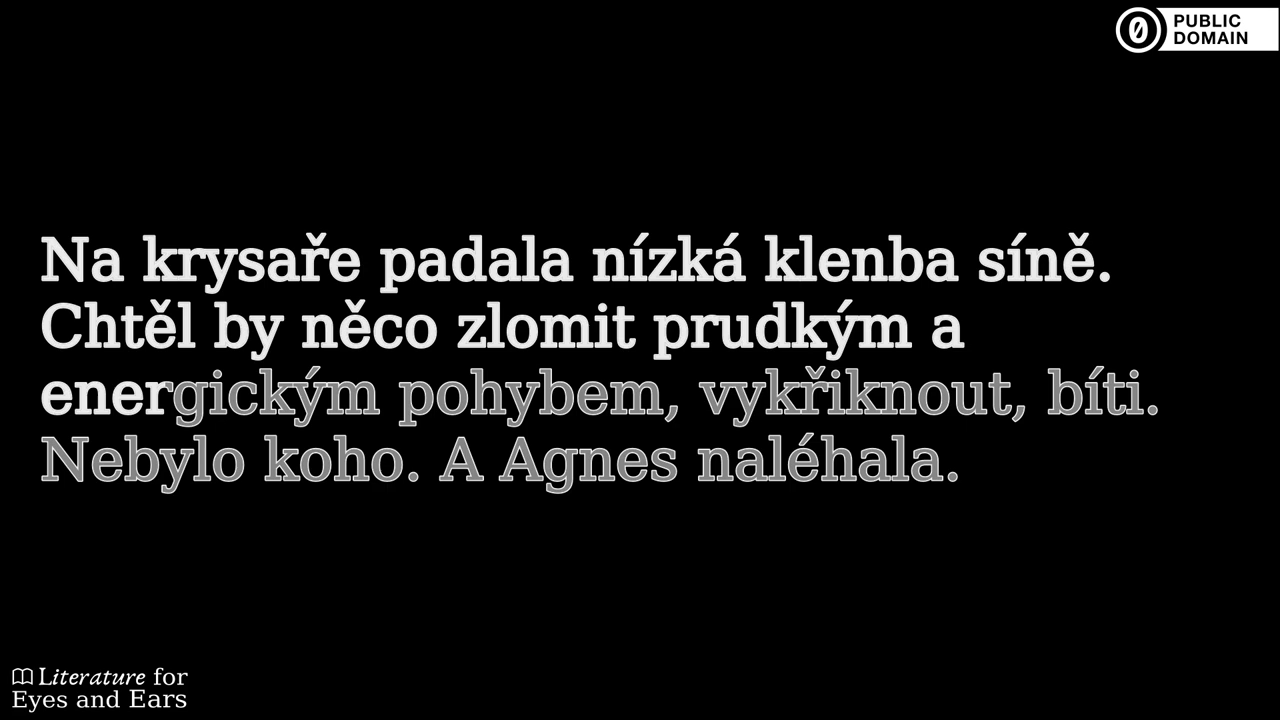 PUBLIC
DOMAIN
Na krysaře padala nízká klenba síně.
Chtěl by něco zlomit prudkým a
energickým pohybem, vykřiknout, bíti.
Nebylo koho. A Agnes naléhala.
Literature for
Eyes and Ears